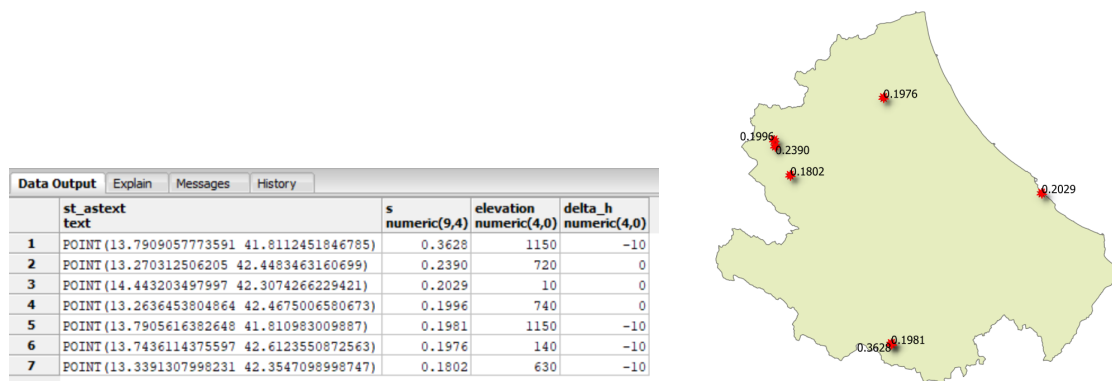 Data Output Explain Messages History
st_astext s elevation delta_h
text numeric(9,4) numeric(4,0) numeric(4,0)
1 POINT(13.7909057773591 41.8112451846785) 0.3628 1150 -10
2 POINT(13.270312506205 42.4483463160699) 0.2390 720 0
3 POINT(14.443203497997 42.3074266229421) 0.2029 10 0
4 POINT(13.2636453804864 42.4675006580673) 0.1996 740 0
5 POINT(13.7905616382648 41.810983009887) 0.1981 1150 -10
6 POINT(13.7436114375597 42.6123550872563) 0.1976 140 -10
7 POINT(13.3391307998231 42.3547098998747) 0.1802 630 -10
0.1976
0.1996
0.2390
0.1802
0.2029
0.1981
0.3628